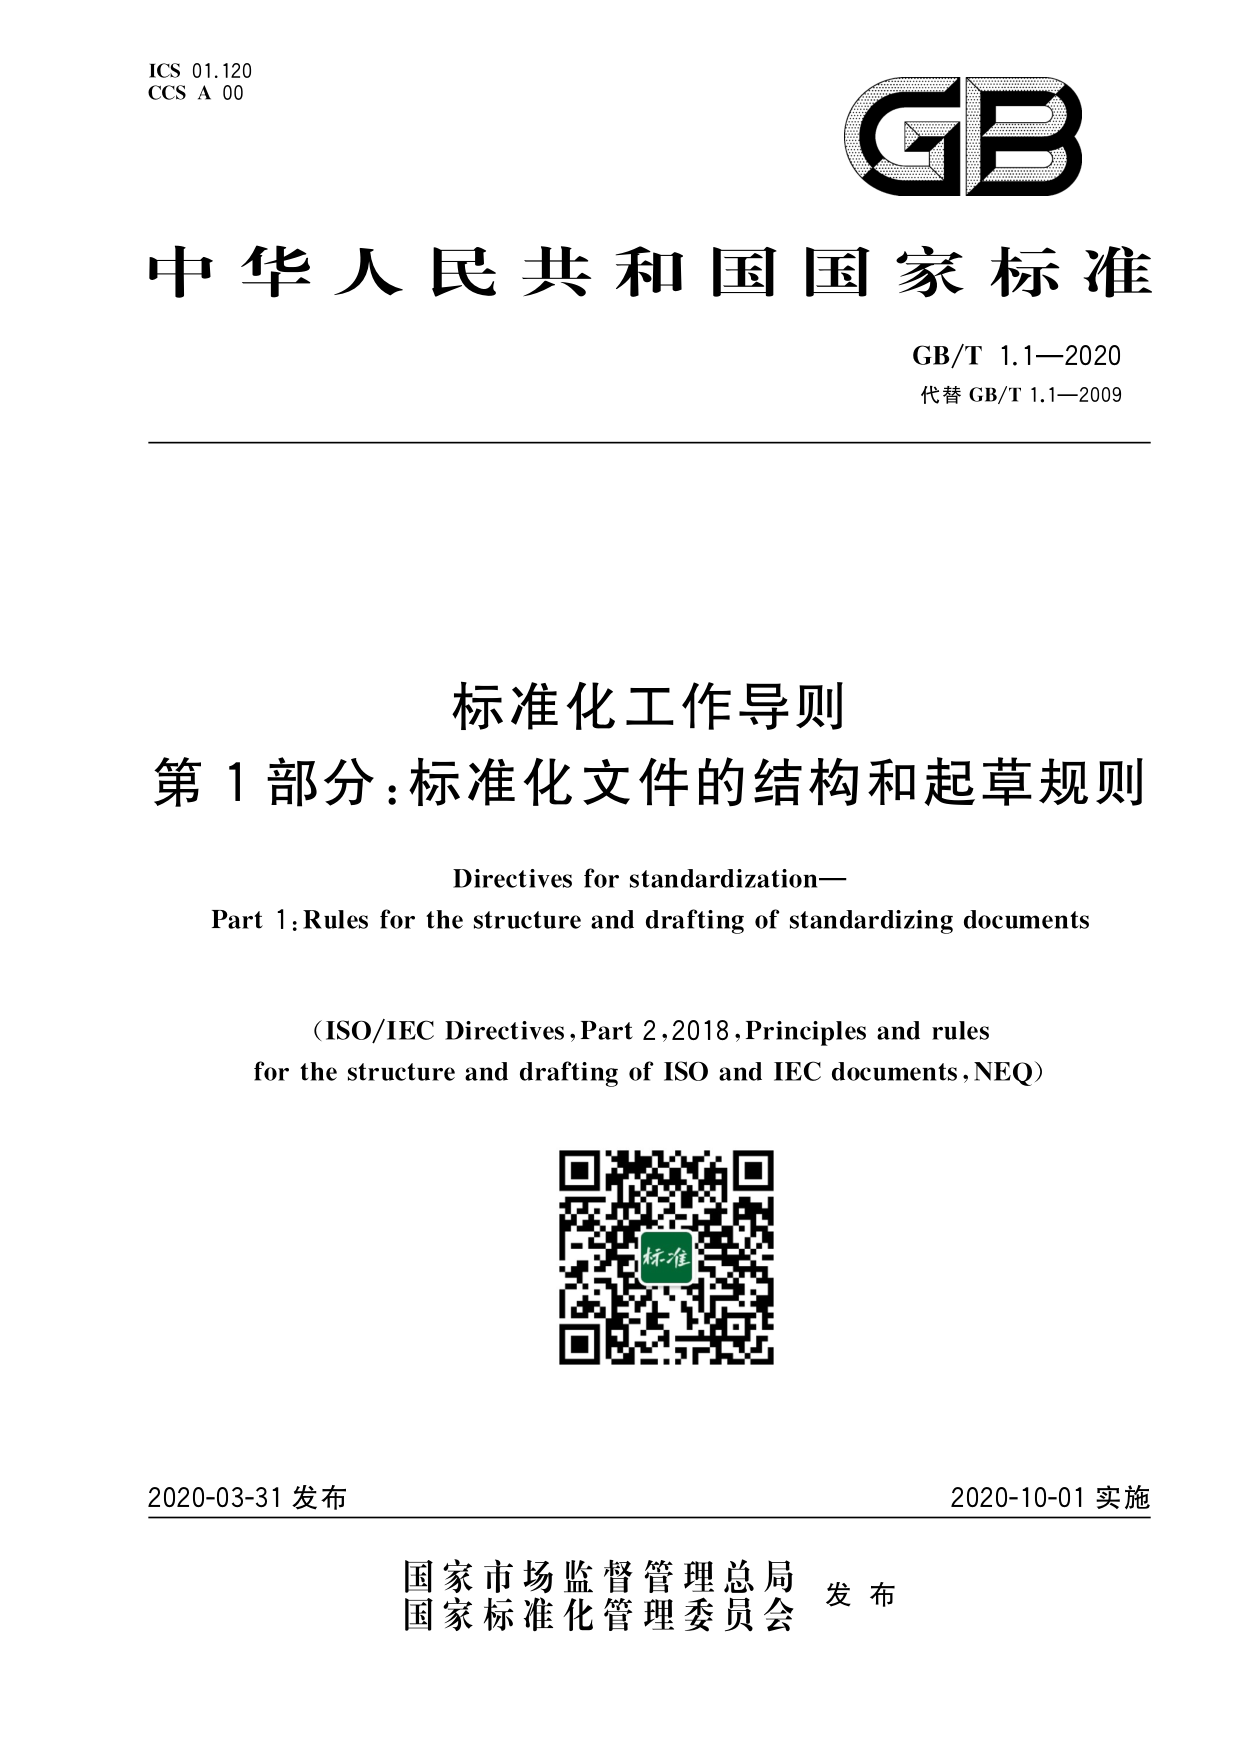 ICS 01.120
CCS A 00
GB
中华人民共和国国家标准
GB/T 1.1—2020
代替 GB/T 1.1—2009
标准化工作导则
第 1 部分:标准化文件的结构和起草规则
Directives for standardization—
Part 1:Rules for the structure and drafting of standardizing documents
(ISO/IEC Directives,Part 2,2018,Principles and rules
for the structure and drafting of ISO and IEC documents,NEQ)
标准
2020-03-31 发布
2020-10-01 实施
国家市场监督管理总局
国家标准化管理委员会
发布